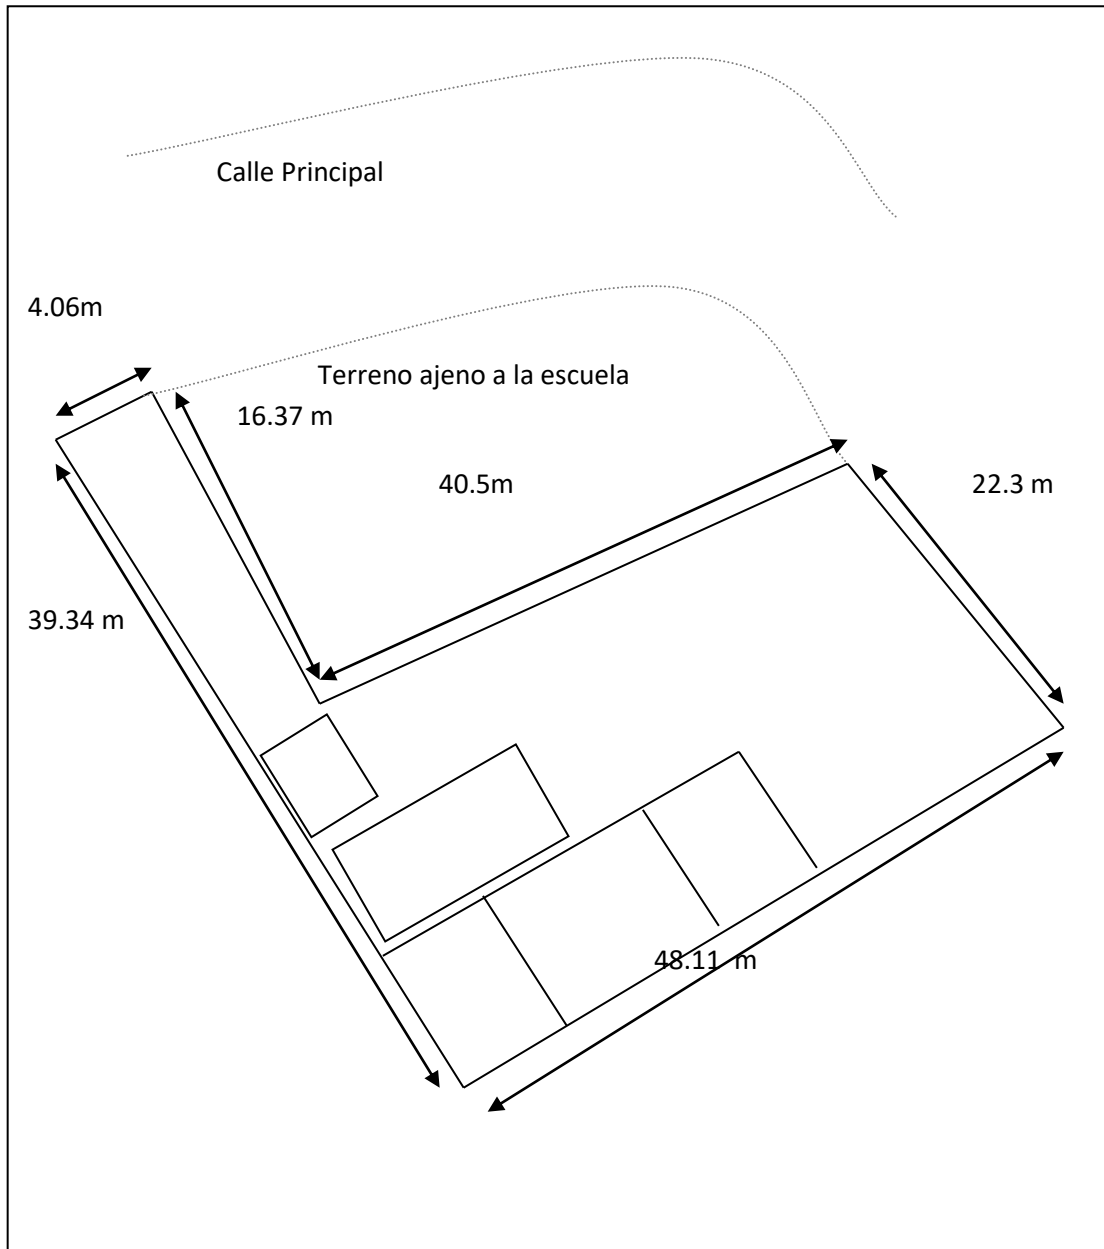 Calle Principal
4.06m
Terreno ajeno a la escuela
16.37 m
40.5m
22.3 m
39.34 m
48.11  m